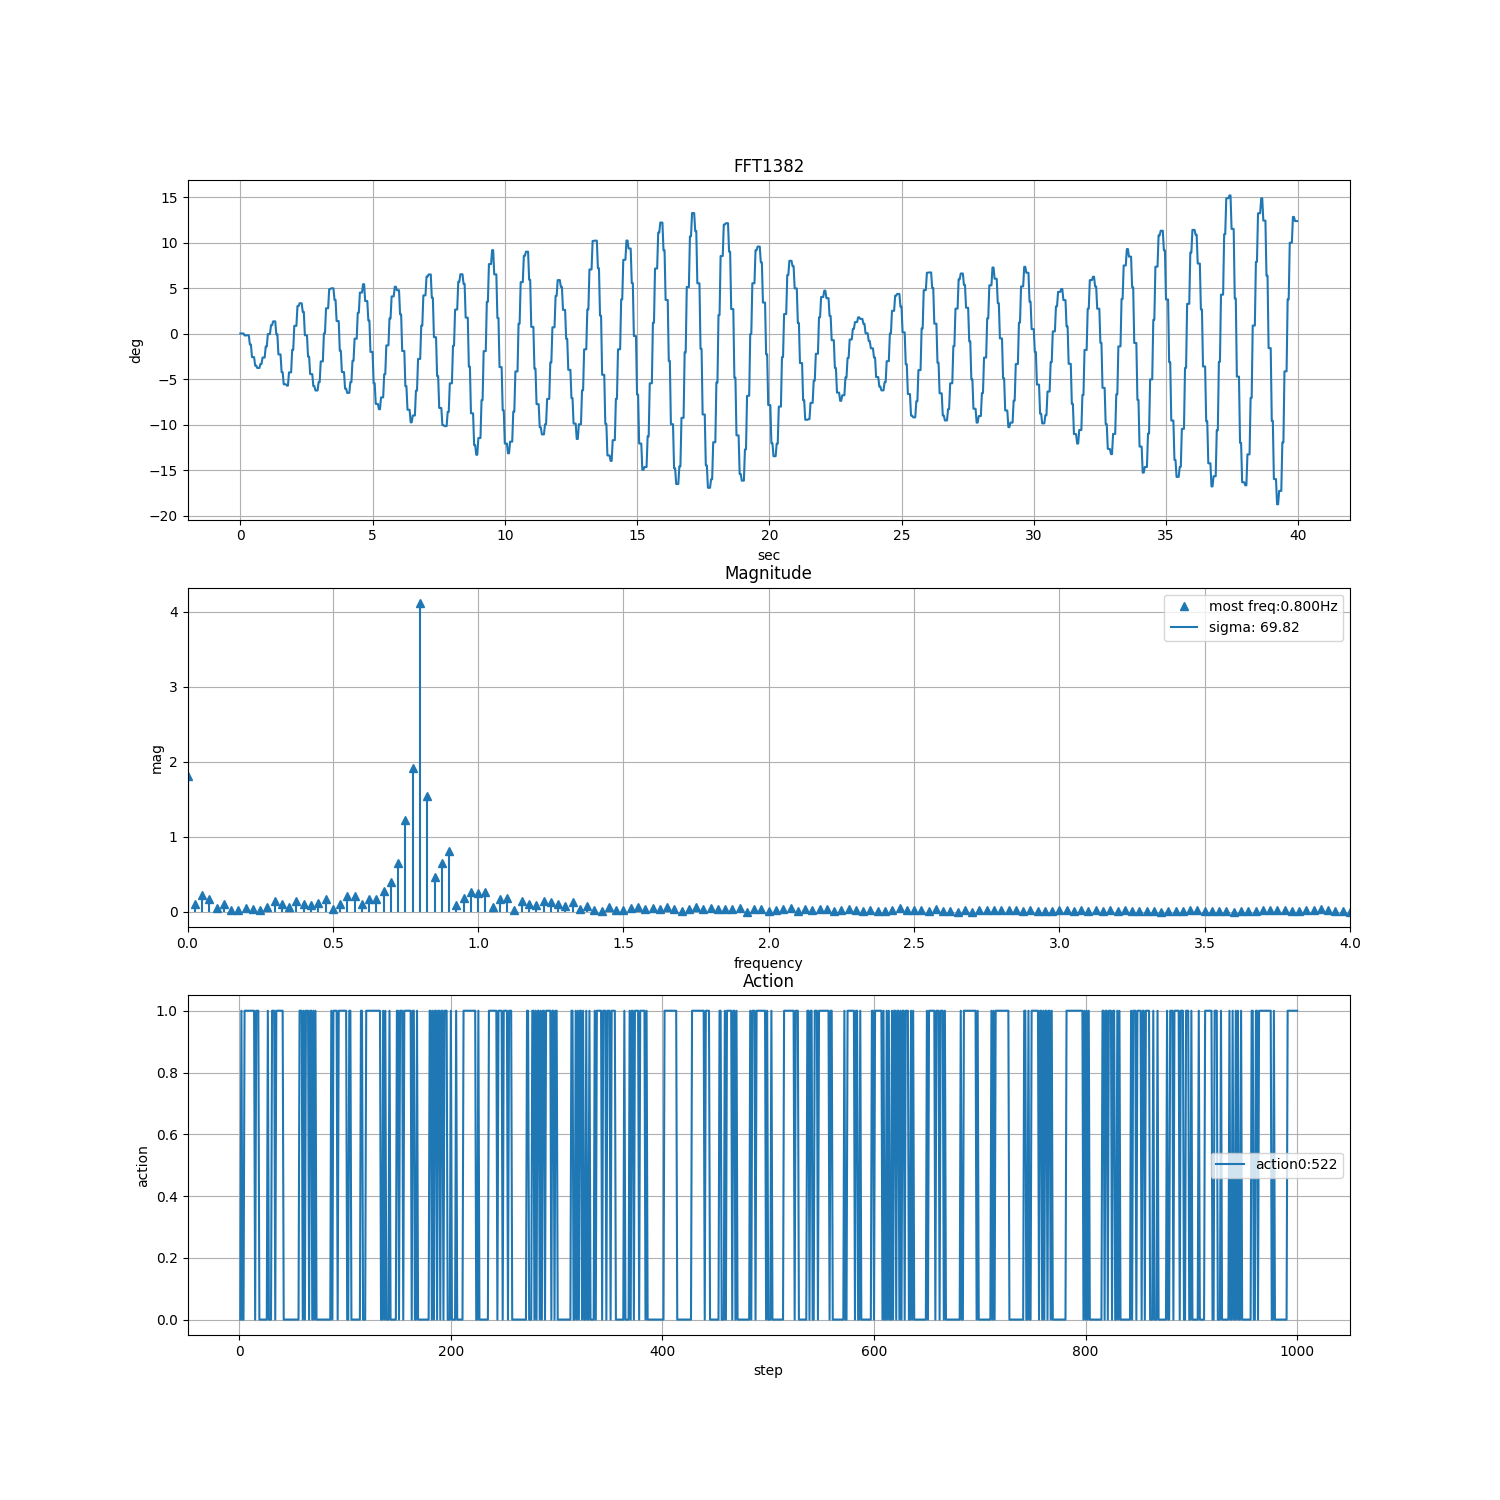 FFT1382
15
10
5
0
−5
−10
−15
−20
deg
0 5 10 15 20 25 30 35 40
sec
Magnitude
4
3
2
1
0
mag
most freq:0.800Hz
sigma: 69.82
0.0 0.5 1.0 1.5 2.0 2.5 3.0 3.5 4.0
frequency
Action
1.0
0.8
0.6
0.4
0.2
0.0
action
action0:522
0 200 400 600 800 1000
step